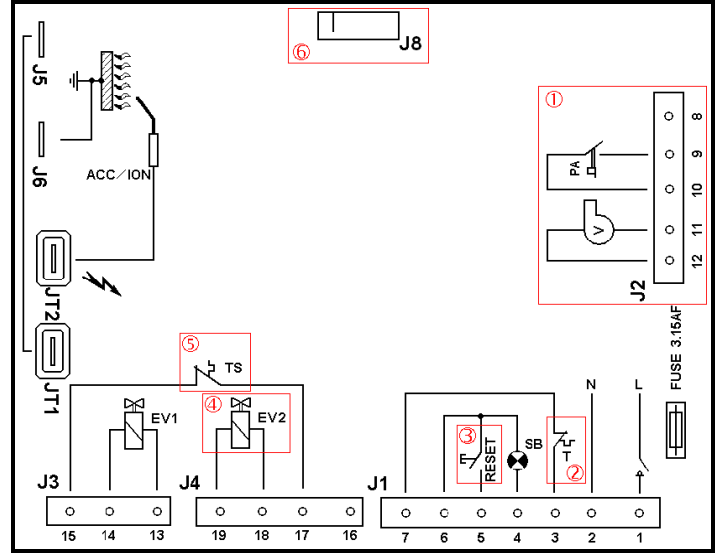 ⑥
J8
J5
①
8
9
PA
10
J6
ACC/ION
11
V
12
J2
JT2
FUSE 3.15AF
⑤
TS
JT1
④
EV1
EV2
N
L
③
SB
RESET
②
T
J3
J4
J1
15
14
13
19
18
17
16
7
6
5
4
3
2
1